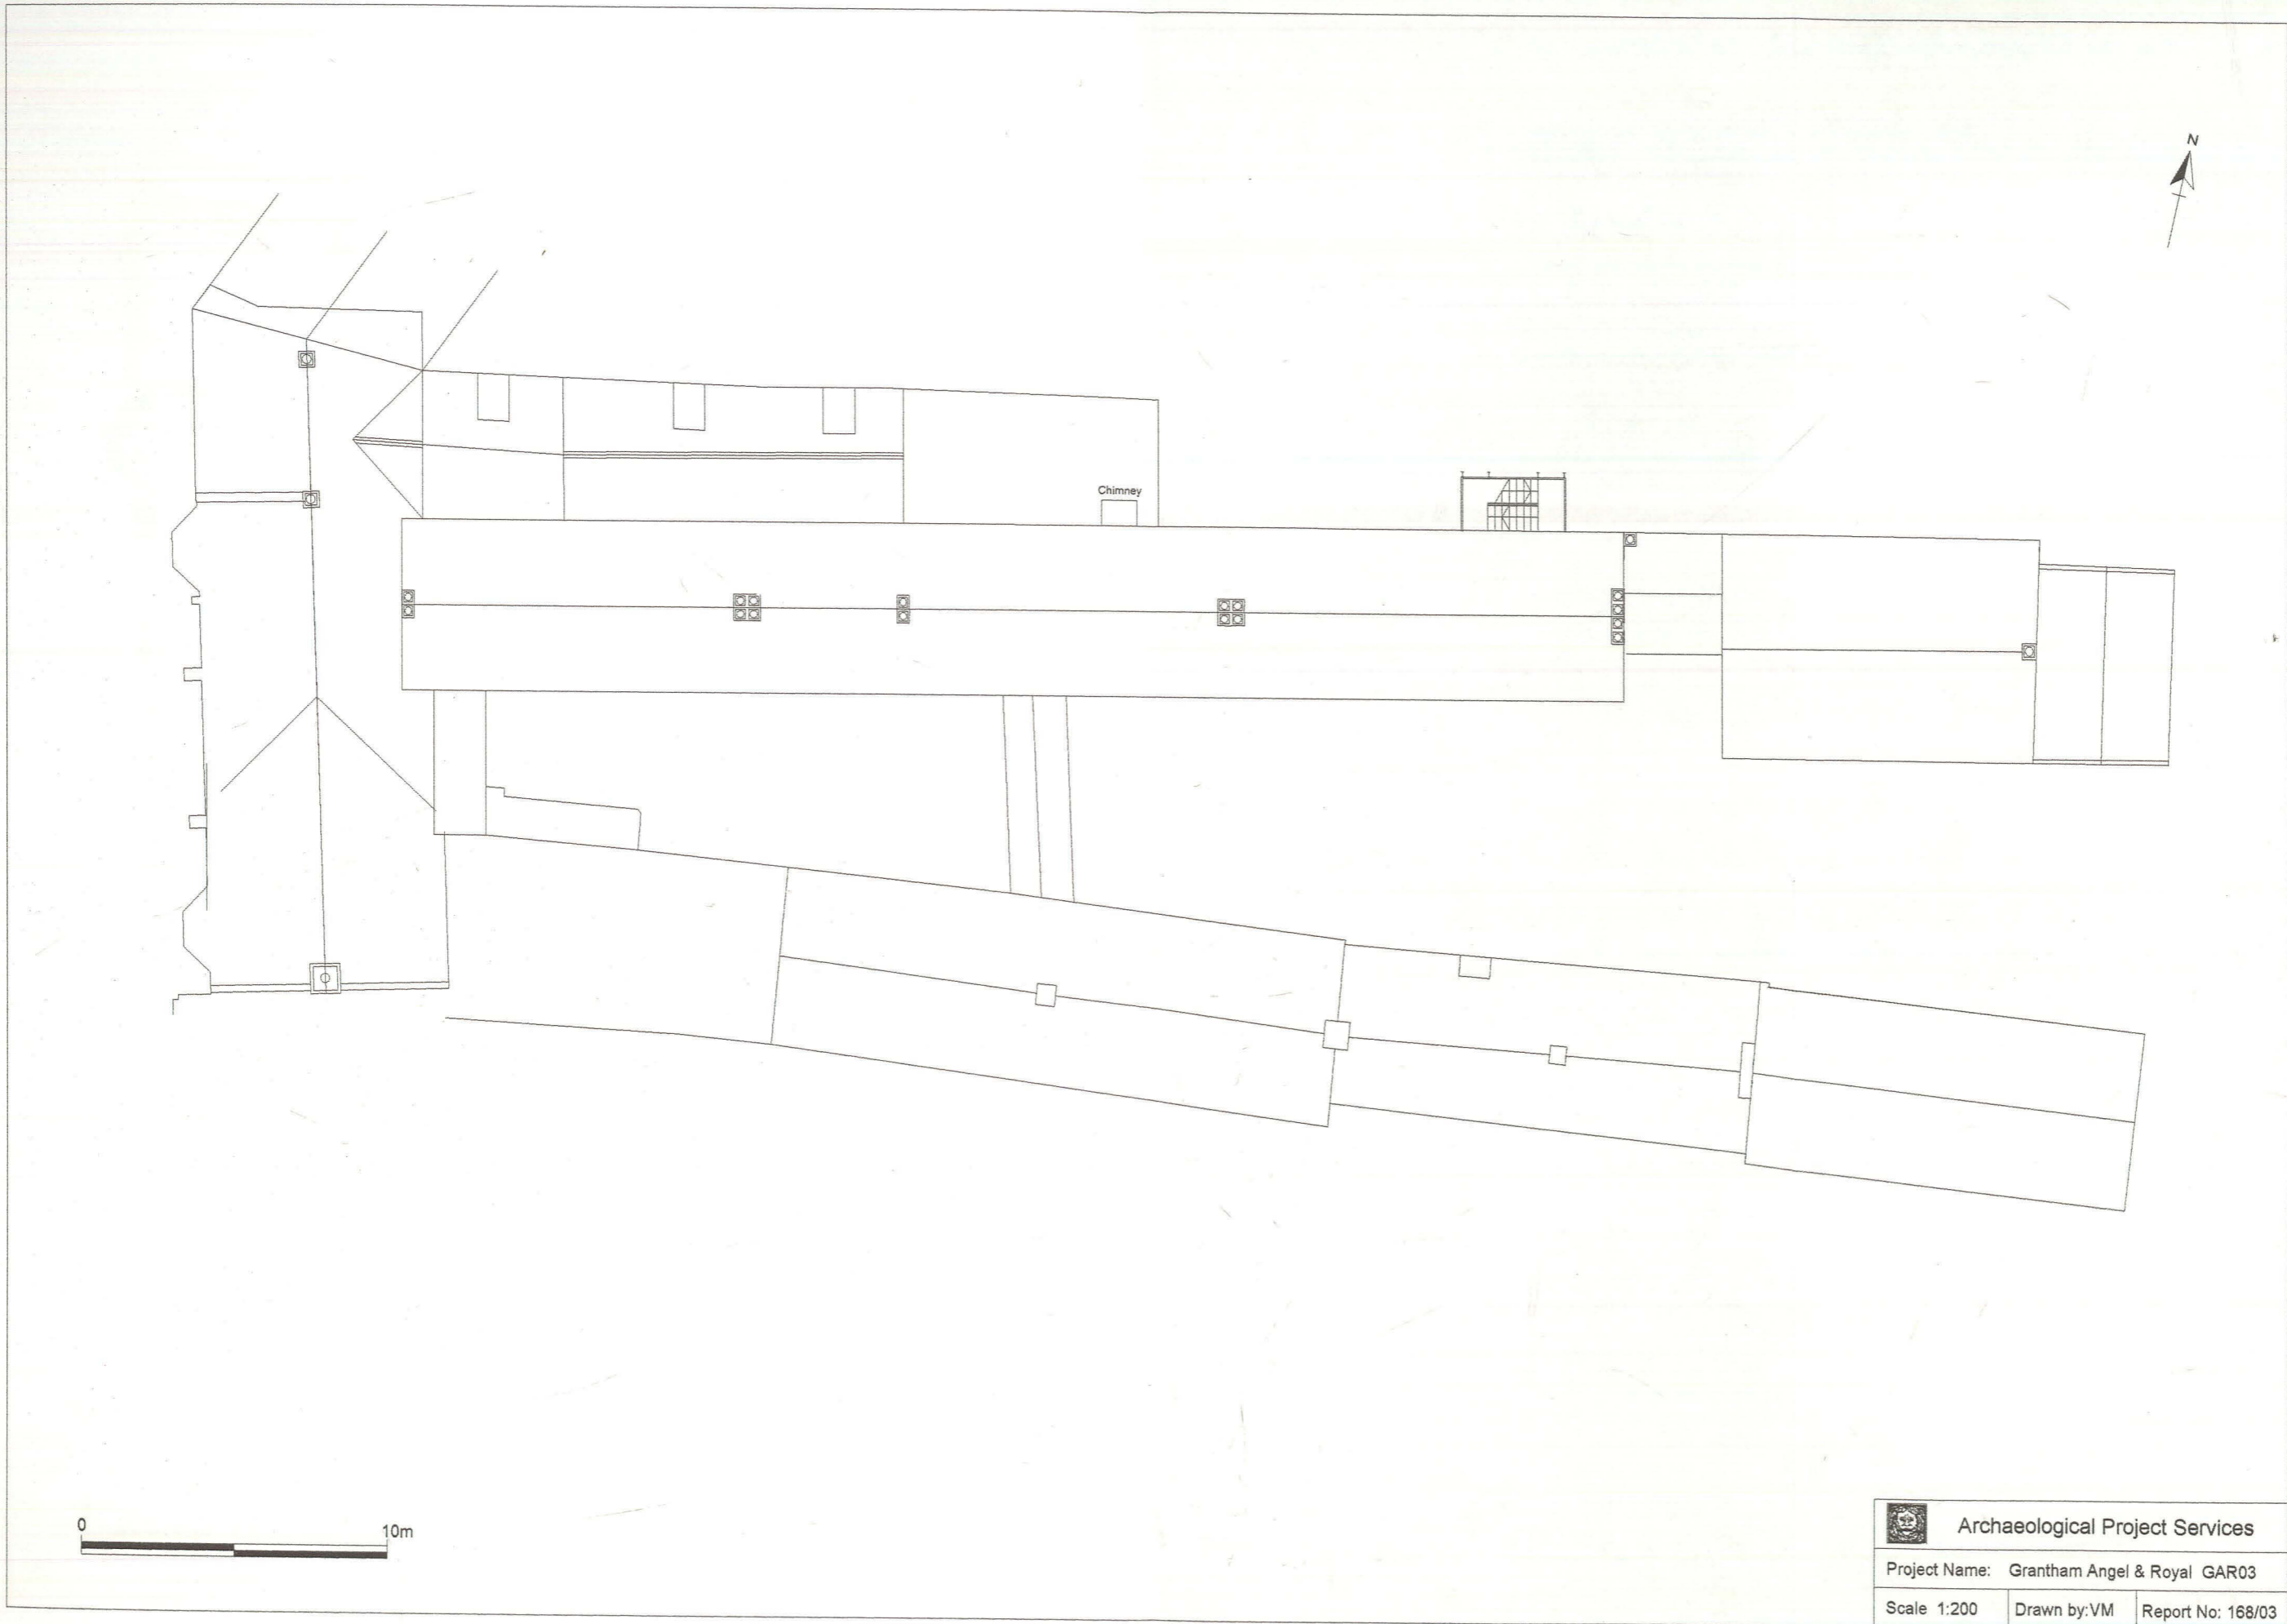 N
Chimney
0 10m
Archaeological Project Services
Project Name: Grantham Angel & Royal GAR03
Scale 1:200 Drawn by:VM Report No: 168/03